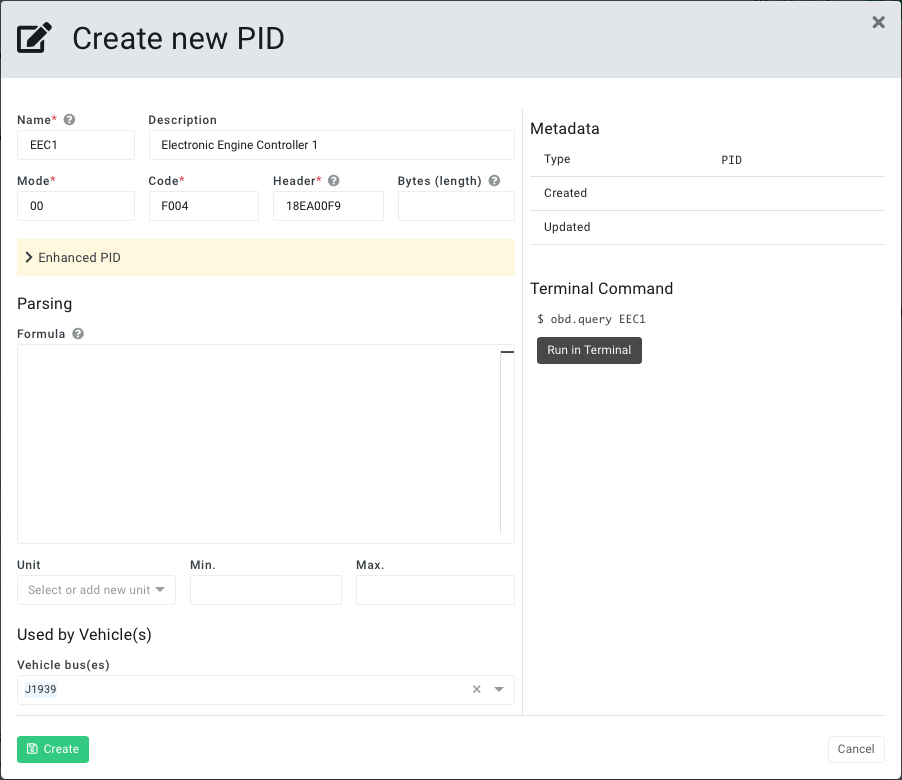 Create new PID
Name* Description
EEC1 Electronic Engine Controller 1
Mode* Code* Header* Bytes (length)
00 F004 18EA00F9
Enhanced PID
Parsing
Formula
Unit Min. Max.
Select or add new unit
Used by Vehicle(s)
Vehicle bus(es)
J1939
Create
Metadata
Type PID
Created
Updated
Terminal Command
$ obd.query EEC1
Run in Terminal
Cancel